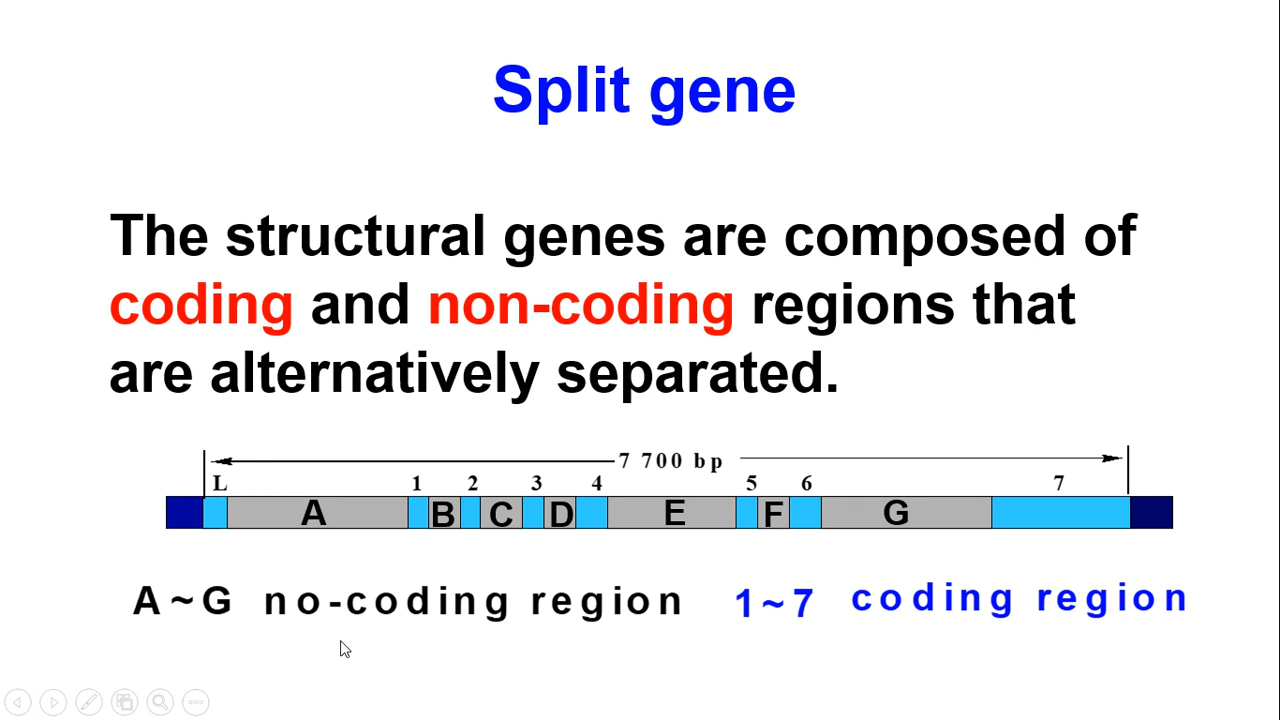 Split gene
The structural genes are composed of
coding and non-coding regions that
are alternatively separated.
7 700 bp
L 1 2 3 4 5 6 7
A B C D E F G
A~G no-coding region 1~7 coding region